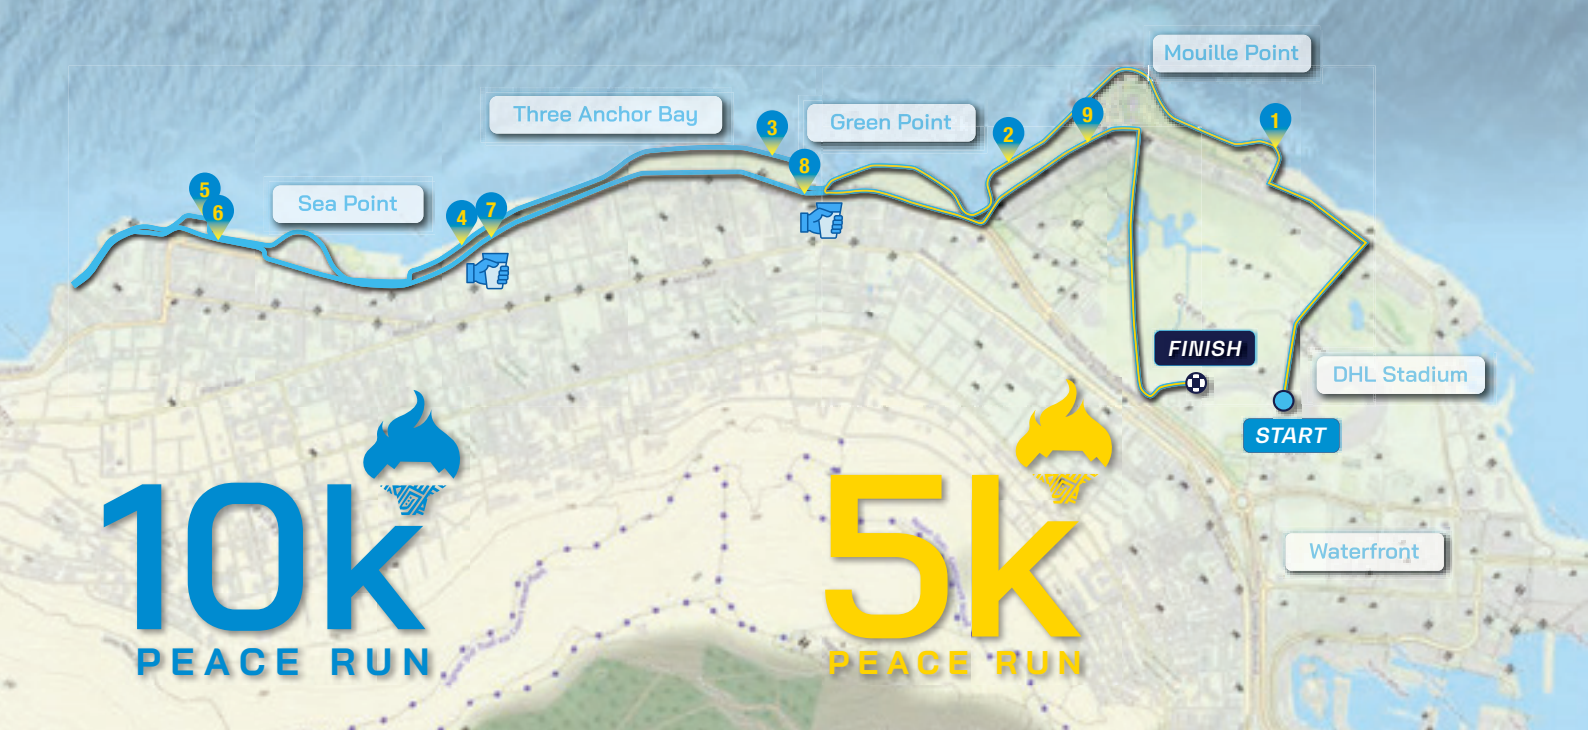 Mouille Point
Three Anchor Bay
Green Point
1
3
2
9
8
5
6
Sea Point
4
7
FINISH
DHL Stadium
START
10k
PEACE RUN
5k
PEACE RUN
Waterfront